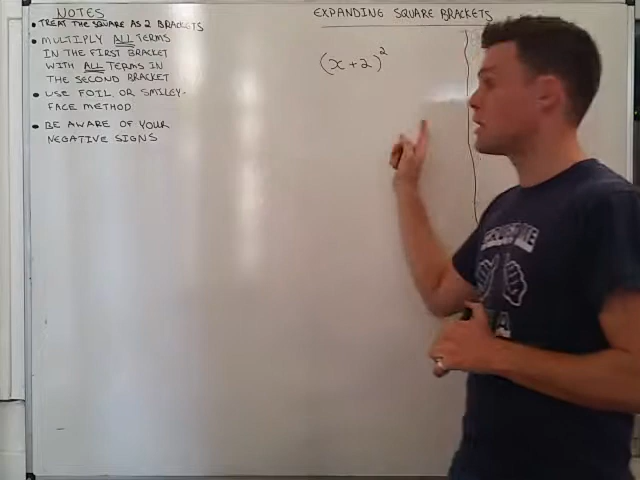 NOTES
• TREAT THE SQUARE AS 2 BRACKETS
• MULTIPLY ALL TERMS
IN THE FIRST BRACKET
WITH ALL TERMS IN
THE SECOND BRACKET
• USE FOIL OR SMILEY-
FACE METHOD
• BE AWARE OF YOUR
NEGATIVE SIGNS
EXPANDING SQUARE BRACKETS
(x+2)²